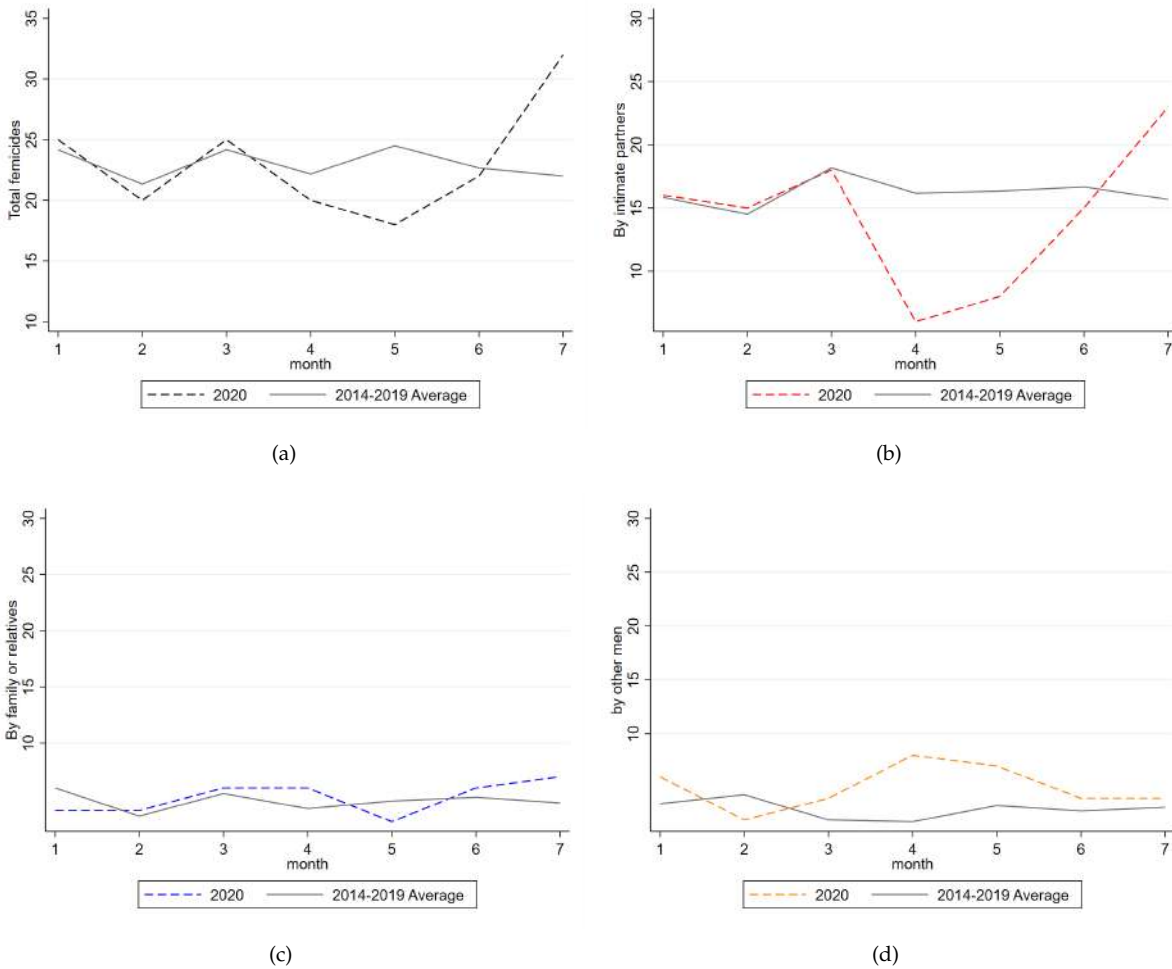 35
30
25
20
15
10
Total femicides
1 2 3 4 5 6 7
month
2020 2014-2019 Average
(a)
30
25
20
15
10
By intimate partners
1 2 3 4 5 6 7
month
2020 2014-2019 Average
(b)
30
25
20
15
10
By family or relatives
1 2 3 4 5 6 7
month
2020 2014-2019 Average
(c)
30
25
20
15
10
by other men
1 2 3 4 5 6 7
month
2020 2014-2019 Average
(d)